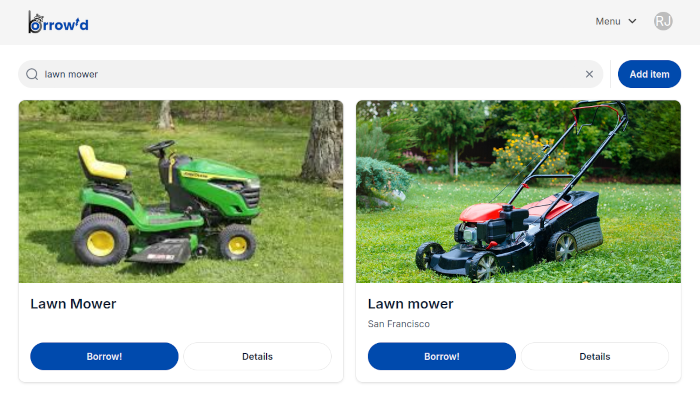 borrow'd
Menu
RJ
lawn mower
Add item
Lawn Mower
Borrow!
Details
Lawn mower
San Francisco
Borrow!
Details